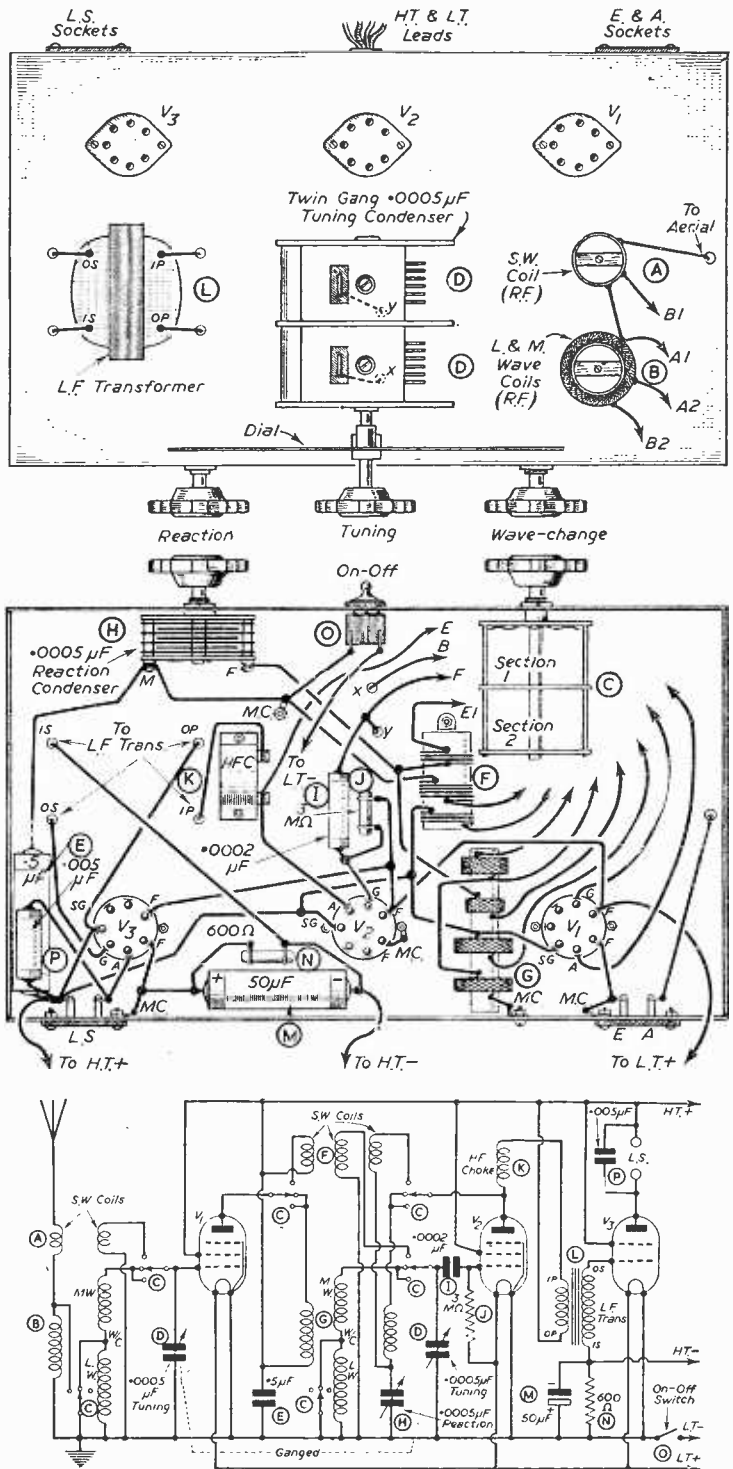 L.S.
Sockets
HT. & LT.
Leads
E. & A.
Sockets
V3
V2
V1
Twin Gang ·0005µF
Tuning Condenser
To
Aerial
S.W.
Coil
(R.F.)
A
B1
OS
IP
IS
OP
L
L.F. Transformer
y
D
x
D
L. & M.
Wave
Coils
(R.F.)
B
A1
A2
B2
Dial
Reaction
Tuning
Wave-change
On-Off
H
·0005µF
Reaction
Condenser
M
F
O
E
B
x
F
Section
1
Section
2
C
MC
y
E1
IS
To
L.F Trans
OP
K
IP
HFC
To
LT-
I
J
3
MΩ
F
OS
·0002
µF
E
·5
µF
·005
µF
SG
V3
F
G
A
F
P
600Ω
N
SG
A
G
V2
F
F
MC
G
G
F
V1
SG
A
F
L.S
MC
+
50µF
-
M
MC
M.C
E
A
To H.T.+
To H.T.-
To L.T.+
S.W Coils
F
·005µF
HT.+
P
L.S.
HF
Choke
K
S.W Coils
A
V1
C
C
V2
V3
·0002
µF
L
MW
C
C
I
3
MΩ
J
IP
OS
B
W/C
D
G
M
W.
W/C
D
OP
L F
Trans
IS
L.
W.
C
·0005
µF
Tuning
·5µF
E
C
L
W.
H
·0005µF
Tuning
·0005µF
Reaction
M
50µF
-
+
600
Ω
N
HT-
On-Off
Switch
LT-
O
LT+
Ganged